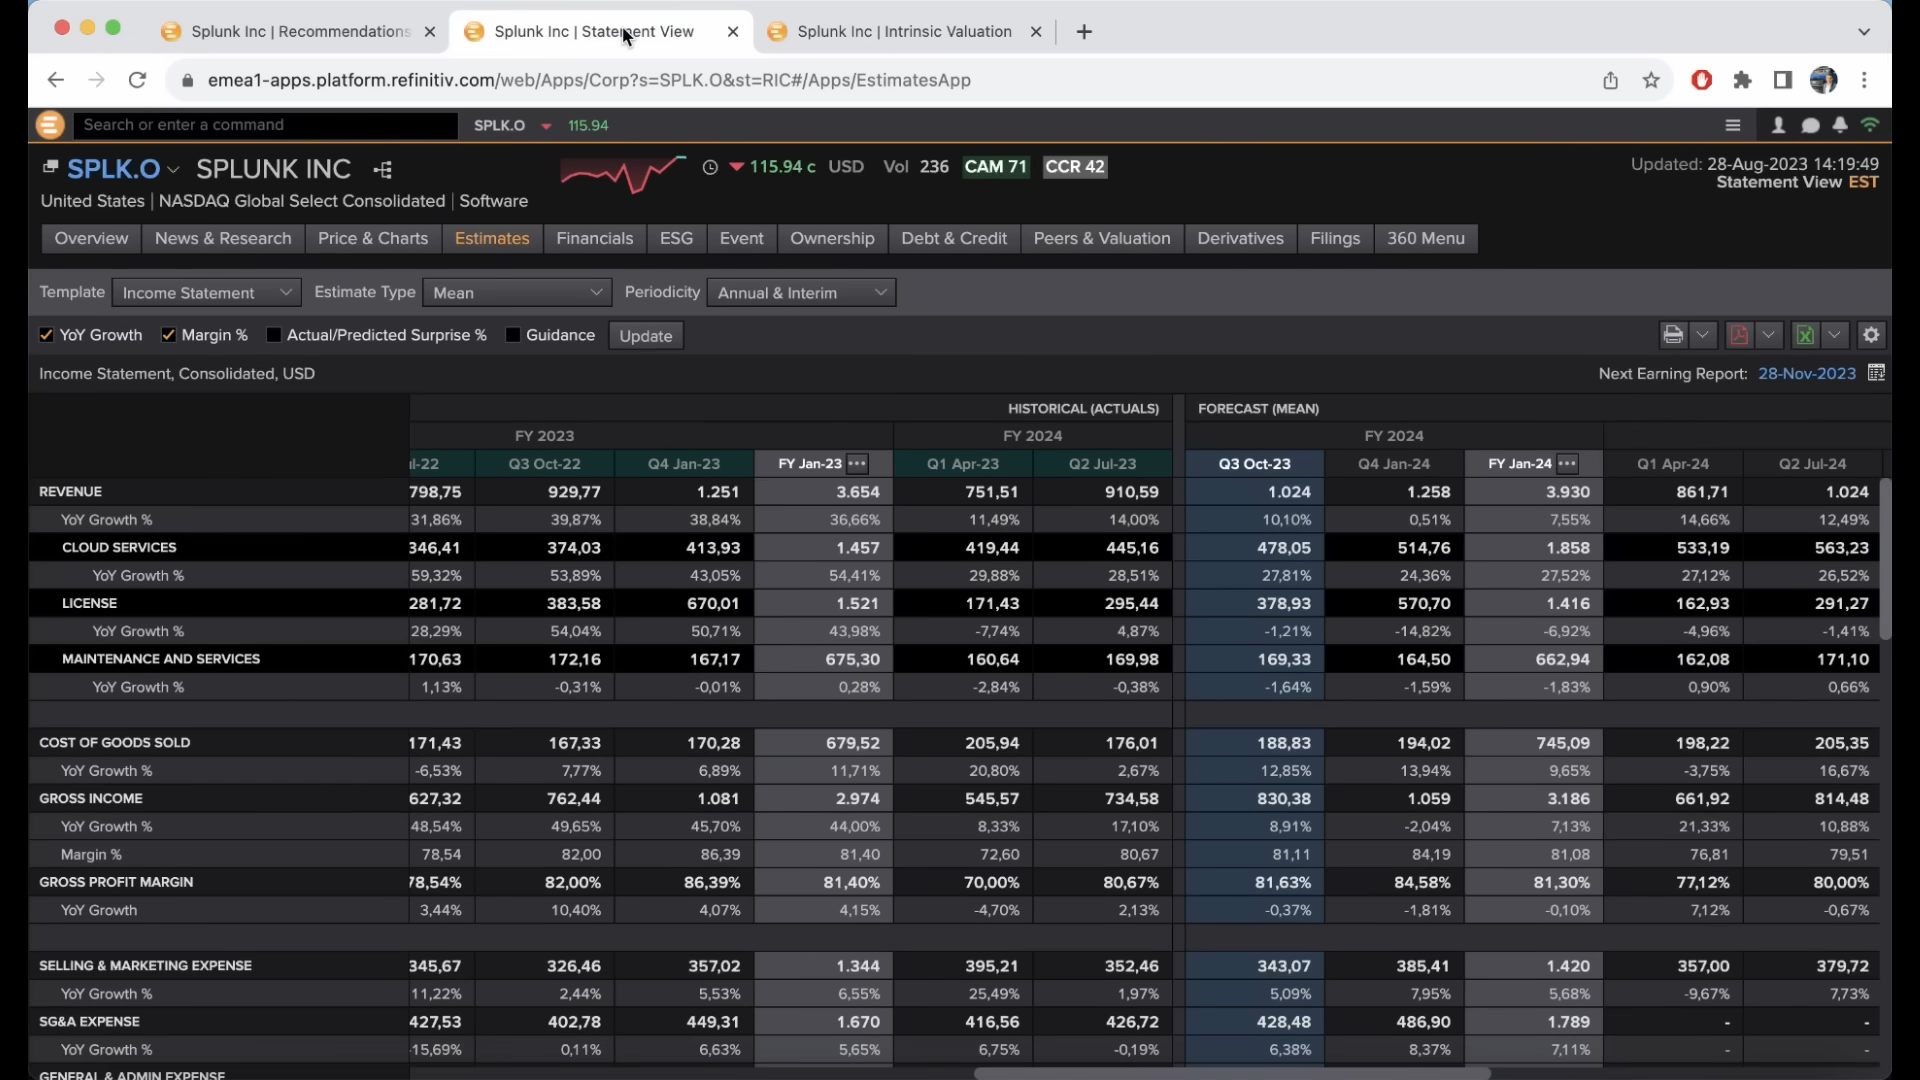 Splunk Inc | Recommendations
Splunk Inc | Statement View
Splunk Inc | Intrinsic Valuation
emea1-apps.platform.refinitiv.com/web/Apps/Corp?s=SPLK.O&st=RIC#/Apps/EstimatesApp
Search or enter a command SPLK.O 115.94
SPLK.O SPLUNK INC 115.94 c USD Vol 236 CAM 71 CCR 42 Updated: 28-Aug-2023 14:19:49
Statement View EST
United States | NASDAQ Global Select Consolidated | Software
Overview News & Research Price & Charts Estimates Financials ESG Event Ownership Debt & Credit Peers & Valuation Derivatives Filings 360 Menu
Template Income Statement Estimate Type Mean Periodicity Annual & Interim
YoY Growth Margin % Actual/Predicted Surprise % Guidance Update
Income Statement, Consolidated, USD Next Earning Report: 28-Nov-2023
HISTORICAL (ACTUALS) FORECAST (MEAN)
FY 2023 FY 2024 FY 2024
l-22 Q3 Oct-22 Q4 Jan-23 FY Jan-23 ••• Q1 Apr-23 Q2 Jul-23 Q3 Oct-23 Q4 Jan-24 FY Jan-24 ••• Q1 Apr-24 Q2 Jul-24
REVENUE 798,75 929,77 1.251 3.654 751,51 910,59 1.024 1.258 3.930 861,71 1.024
YoY Growth % 31,86% 39,87% 38,84% 36,66% 11,49% 14,00% 10,10% 0,51% 7,55% 14,66% 12,49%
CLOUD SERVICES 346,41 374,03 413,93 1.457 419,44 445,16 478,05 514,76 1.858 533,19 563,23
YoY Growth % 59,32% 53,89% 43,05% 54,41% 29,88% 28,51% 27,81% 24,36% 27,52% 27,12% 26,52%
LICENSE 281,72 383,58 670,01 1.521 171,43 295,44 378,93 570,70 1.416 162,93 291,27
YoY Growth % 28,29% 54,04% 50,71% 43,98% -7,74% 4,87% -1,21% -14,82% -6,92% -4,96% -1,41%
MAINTENANCE AND SERVICES 170,63 172,16 167,17 675,30 160,64 169,98 169,33 164,50 662,94 162,08 171,10
YoY Growth % 1,13% -0,31% -0,01% 0,28% -2,84% -0,38% -1,64% -1,59% -1,83% 0,90% 0,66%
COST OF GOODS SOLD 171,43 167,33 170,28 679,52 205,94 176,01 188,83 194,02 745,09 198,22 205,35
YoY Growth % -6,53% 7,77% 6,89% 11,71% 20,80% 2,67% 12,85% 13,94% 9,65% -3,75% 16,67%
GROSS INCOME 627,32 762,44 1.081 2.974 545,57 734,58 830,38 1.059 3.186 661,92 814,48
YoY Growth % 48,54% 49,65% 45,70% 44,00% 8,33% 17,10% 8,91% -2,04% 7,13% 21,33% 10,88%
Margin % 78,54 82,00 86,39 81,40 72,60 80,67 81,11 84,19 81,08 76,81 79,51
GROSS PROFIT MARGIN 78,54% 82,00% 86,39% 81,40% 70,00% 80,67% 81,63% 84,58% 81,30% 77,12% 80,00%
YoY Growth 3,44% 10,40% 4,07% 4,15% -4,70% 2,13% -0,37% -1,81% -0,10% 7,12% -0,67%
SELLING & MARKETING EXPENSE 345,67 326,46 357,02 1.344 395,21 352,46 343,07 385,41 1.420 357,00 379,72
YoY Growth % 11,22% 2,44% 5,53% 6,55% 25,49% 1,97% 5,09% 7,95% 5,68% -9,67% 7,73%
SG&A EXPENSE 427,53 402,78 449,31 1.670 416,56 426,72 428,48 486,90 1.789 - -
YoY Growth % 15,69% 0,11% 6,63% 5,65% 6,75% -0,19% 6,38% 8,37% 7,11% - -
GENERAL & ADMIN EXPENSE